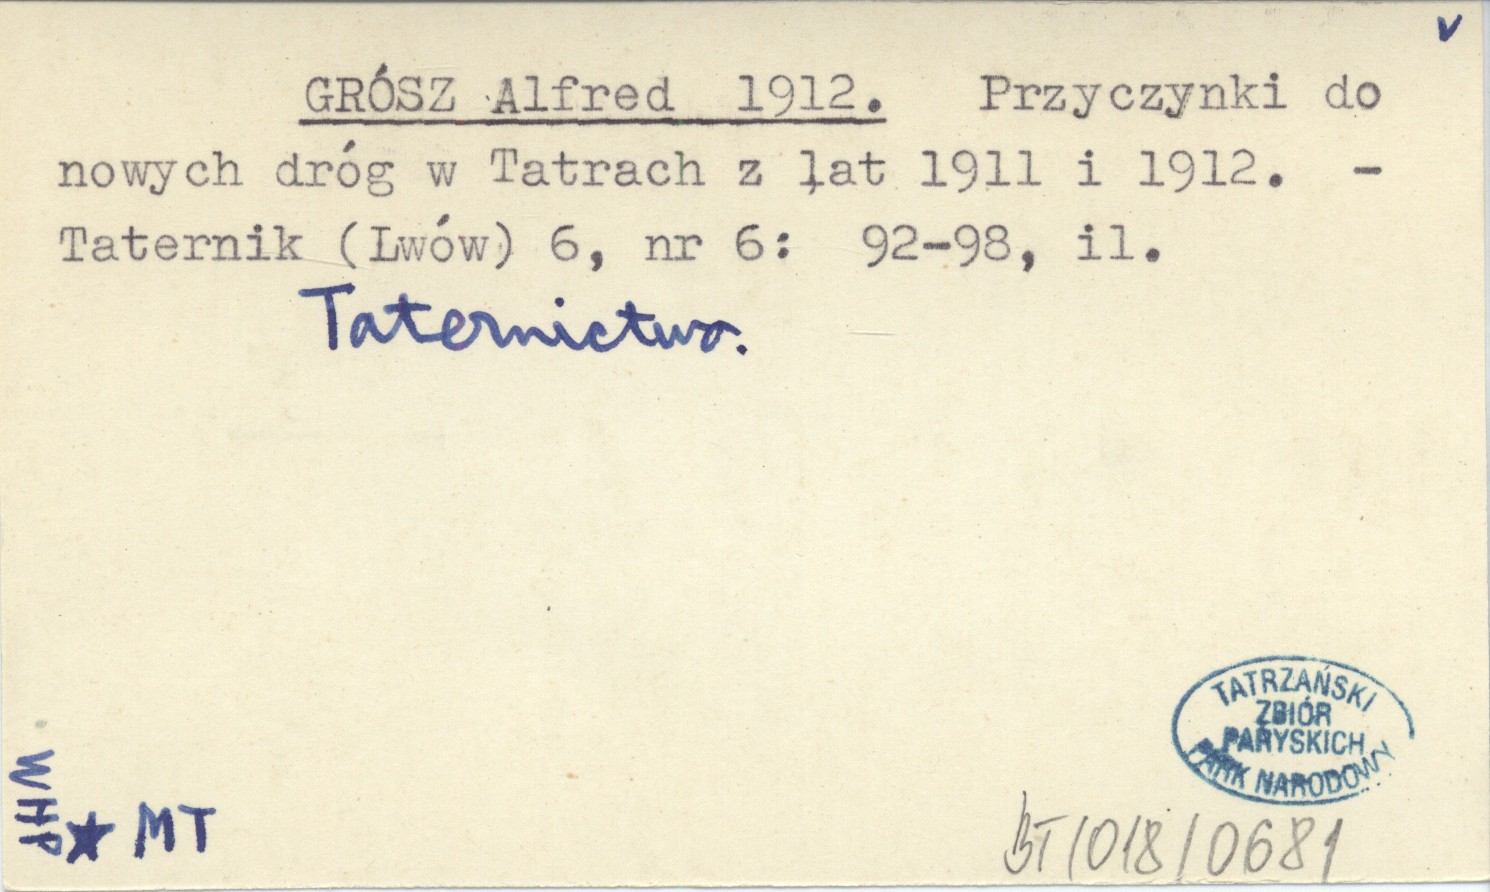 v
GRÓSZ Alfred 1912. Przyczynki do
nowych dróg w Tatrach z lat 1911 i 1912. -
Taternik (Lwów) 6, nr 6: 92-98, il.
Taternictwo.
TATRZAŃSKI
ZBIÓR
PARYSKICH
PARK NARODOWY
WHP
★ MT
BT/018/0681